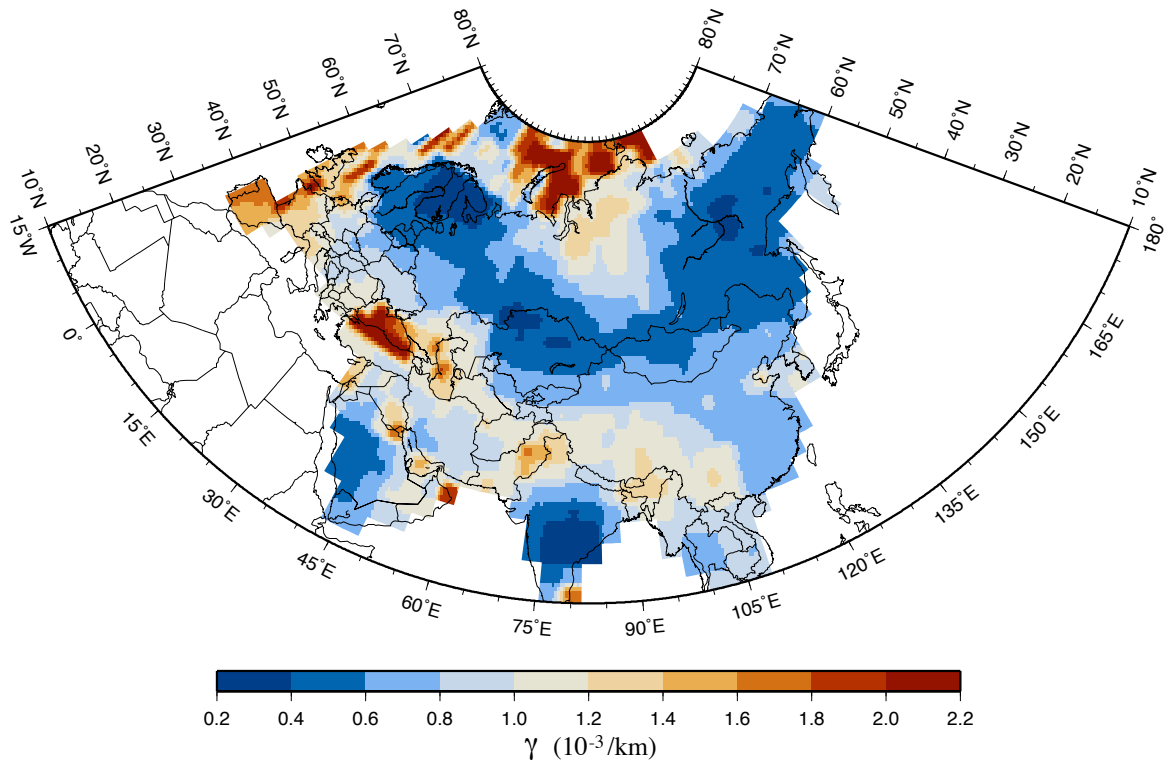 80°N 80°N
70°N 70°N
60°N 60°N
50°N 50°N
40°N 40°N
30°N 30°N
20°N 20°N
10°N 10°N
15°W 180°
0° 165°E
15°E 150°E
30°E 135°E
45°E 120°E
60°E 105°E
75°E 90°E
0.2 0.4 0.6 0.8 1.0 1.2 1.4 1.6 1.8 2.0 2.2
γ (10⁻³/km)